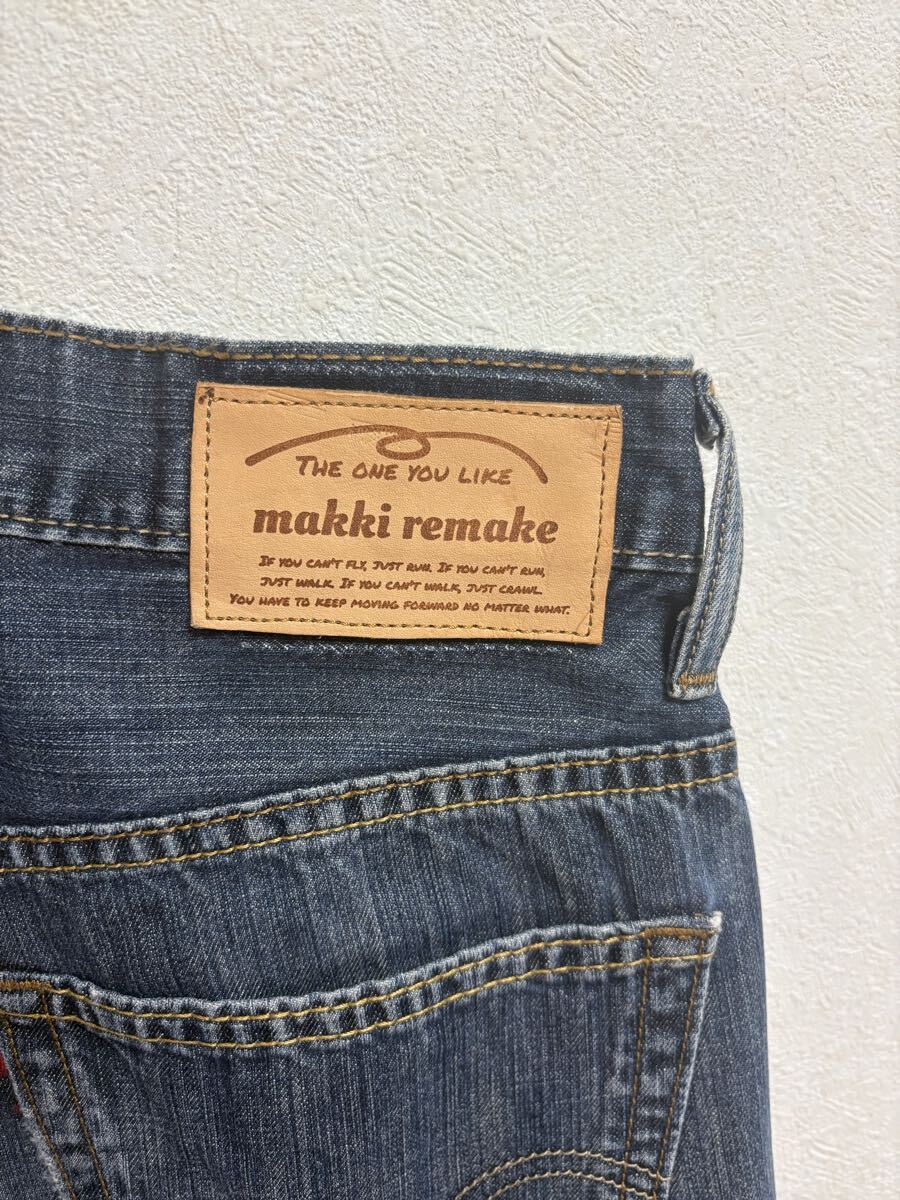 THE ONE YOU LIKE
makki remake
IF YOU CAN'T FLY, JUST RUN. IF YOU CAN'T RUN,
JUST WALK. IF YOU CAN'T WALK, JUST CRAWL.
YOU HAVE TO KEEP MOVING FORWARD NO MATTER WHAT.